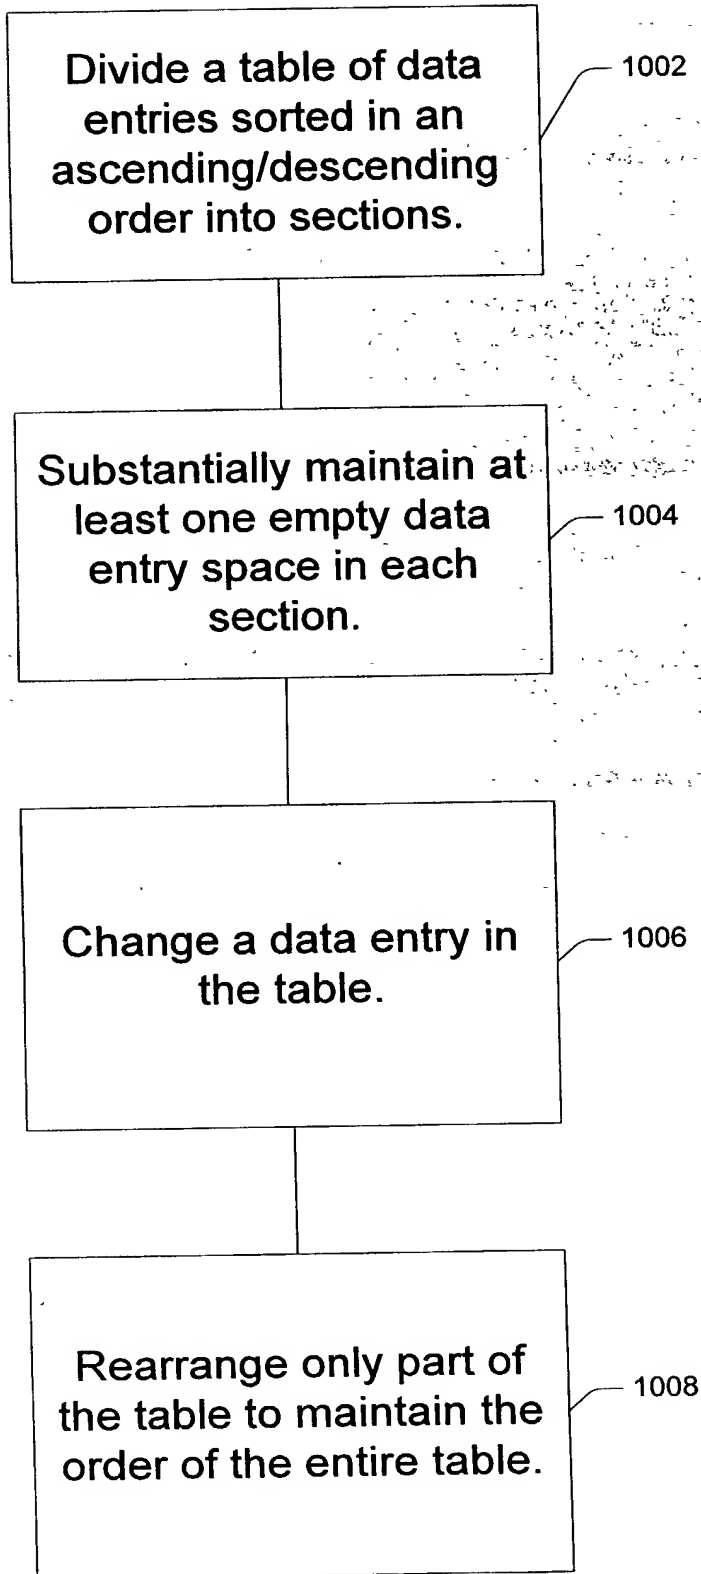 Divide a table of data
entries sorted in an
ascending/descending
order into sections.
1002
Substantially maintain at
least one empty data
entry space in each
section.
1004
Change a data entry in
the table.
1006
Rearrange only part of
the table to maintain the
order of the entire table.
1008